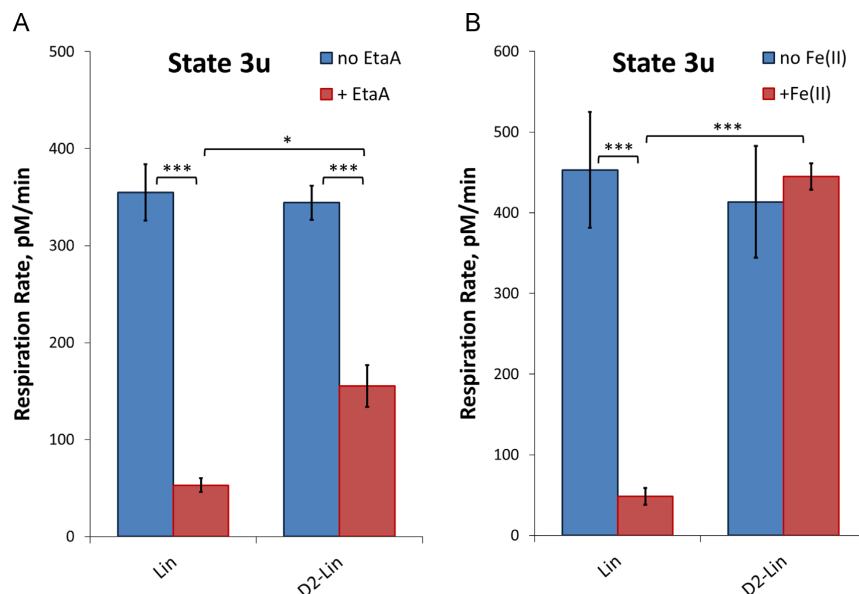 A
State 3u
no EtaA
+ EtaA
Respiration Rate, pM/min
500
400
300
200
100
0
***
*
***
Lin
D2-Lin
B
State 3u
no Fe(II)
+Fe(II)
Respiration Rate, pM/min
600
500
400
300
200
100
0
***
***
Lin
D2-Lin